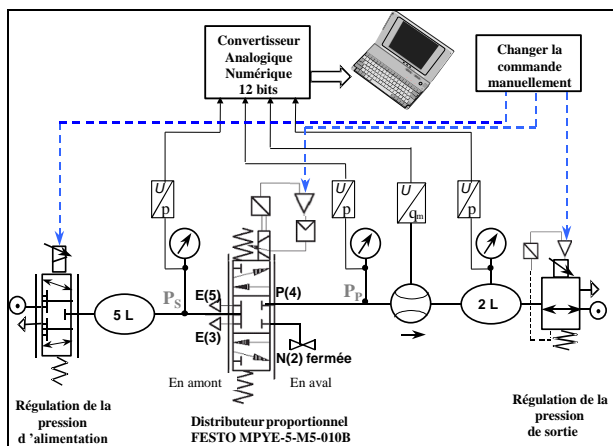 Convertisseur
Analogique
Numérique
12 bits
Changer la
commande
manuellement
U
p
U
p
U
qm
U
p
PS
E(5)
P(4)
PP
5 L
2 L
E(3)
N(2) fermée
En amont
En aval
Régulation de la
pression
d 'alimentation
Distributeur proportionnel
FESTO MPYE-5-M5-010B
Régulation de la
pression
de sortie